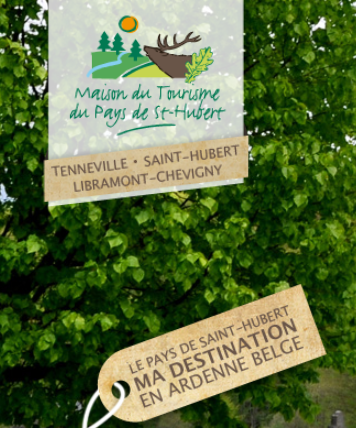 Maison du Tourisme
du Pays de St-Hubert
TENNEVILLE • SAINT-HUBERT
LIBRAMONT-CHEVIGNY
LE PAYS DE SAINT-HUBERT
MA DESTINATION
EN ARDENNE BELGE